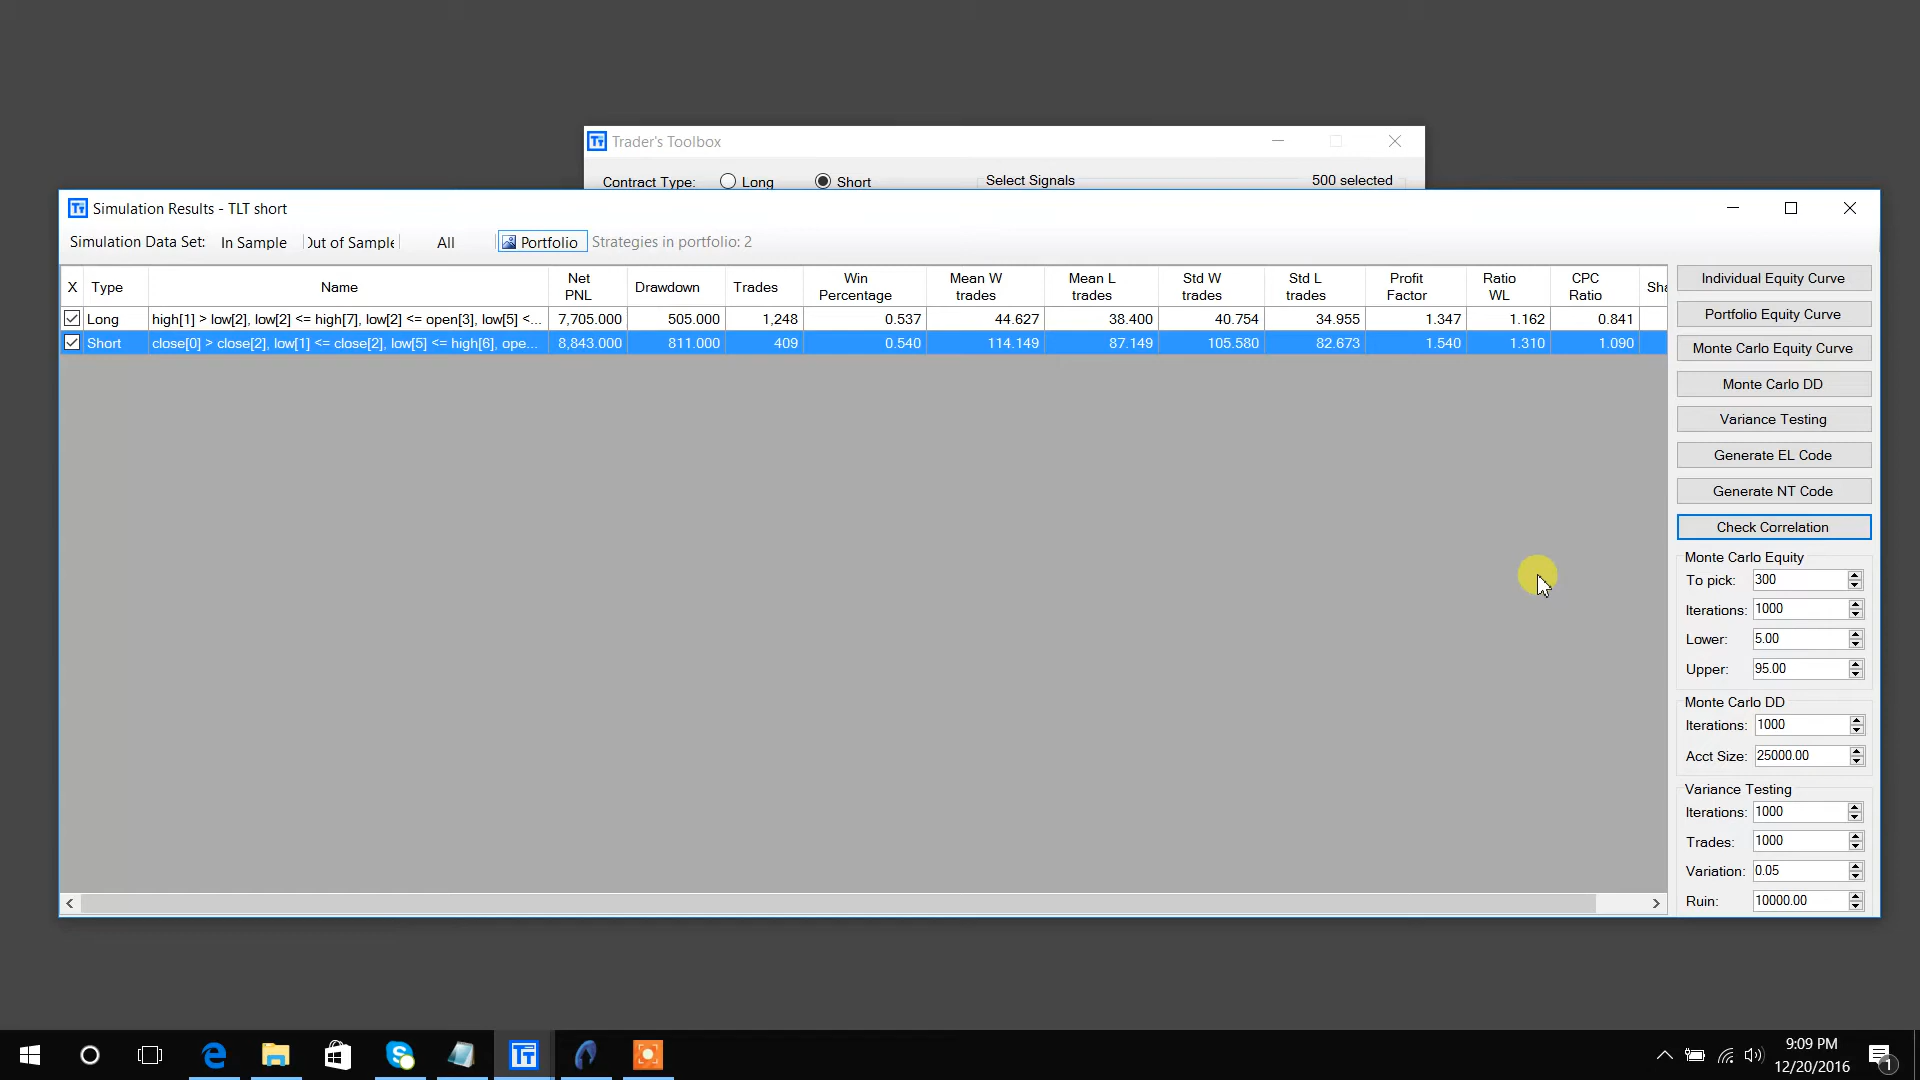 Trader's Toolbox
Contract Type: Long Short Select Signals 500 selected
Simulation Results - TLT short
Simulation Data Set: In Sample Out of Sample All Portfolio Strategies in portfolio: 2
X Type Name Net PNL Drawdown Trades Win Percentage Mean W trades Mean L trades Std W trades Std L trades Profit Factor Ratio WL CPC Ratio Sha
Long high[1] > low[2], low[2] <= high[7], low[2] <= open[3], low[5] <... 7,705.000 505.000 1,248 0.537 44.627 38.400 40.754 34.955 1.347 1.162 0.841
Short close[0] > close[2], low[1] <= close[2], low[5] <= high[6], ope... 8,843.000 811.000 409 0.540 114.149 87.149 105.580 82.673 1.540 1.310 1.090
Individual Equity Curve
Portfolio Equity Curve
Monte Carlo Equity Curve
Monte Carlo DD
Variance Testing
Generate EL Code
Generate NT Code
Check Correlation
Monte Carlo Equity
To pick: 300
Iterations: 1000
Lower: 5.00
Upper: 95.00
Monte Carlo DD
Iterations: 1000
Acct Size: 25000.00
Variance Testing
Iterations: 1000
Trades: 1000
Variation: 0.05
Ruin: 10000.00
9:09 PM
12/20/2016
1